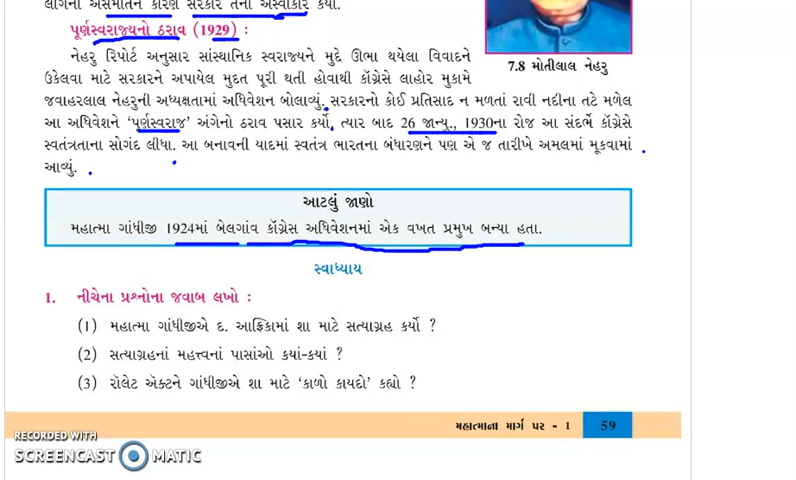 લીગની અસંમતિને કારણે સરકારે તેનો અસ્વીકાર કર્યો.
પૂર્ણસ્વરાજ્યનો ઠરાવ (1929) :
નેહરુ રિપોર્ટ અનુસાર સાંસ્થાનિક સ્વરાજ્યને મુદે ઊભા થયેલા વિવાદને
ઉકેલવા માટે સરકારને અપાયેલ મુદત પૂરી થતી હોવાથી કૉંગ્રેસે લાહોર મુકામે
7.8 મોતીલાલ નેહરુ
જવાહરલાલ નેહરુની અધ્યક્ષતામાં અધિવેશન બોલાવ્યું. સરકારનો કોઈ પ્રતિસાદ ન મળતાં રાવી નદીના તટે મળેલ
આ અધિવેશને ‘પૂર્ણસ્વરાજ’ અંગેનો ઠરાવ પસાર કર્યો. ત્યાર બાદ 26 જાન્યુ., 1930ના રોજ આ સંદર્ભે કૉંગ્રેસે
સ્વતંત્રતાના સોગંદ લીધા. આ બનાવની યાદમાં સ્વતંત્ર ભારતના બંધારણને પણ એ જ તારીખે અમલમાં મૂકવામાં
આવ્યું.
આટલું જાણો
મહાત્મા ગાંધીજી 1924માં બેલગાંવ કૉંગ્રેસ અધિવેશનમાં એક વખત પ્રમુખ બન્યા હતા.
સ્વાધ્યાય
1. નીચેના પ્રશ્નોના જવાબ લખો :
(1) મહાત્મા ગાંધીજીએ દ. આફ્રિકામાં શા માટે સત્યાગ્રહ કર્યો ?
(2) સત્યાગ્રહનાં મહત્ત્વનાં પાસાંઓ કયાં-કયાં ?
(3) રૉલેટ ઍક્ટને ગાંધીજીએ શા માટે ‘કાળો કાયદો’ કહ્યો ?
મહાત્માના માર્ગ પર - 1 59
RECORDED WITH
SCREENCAST MATIC